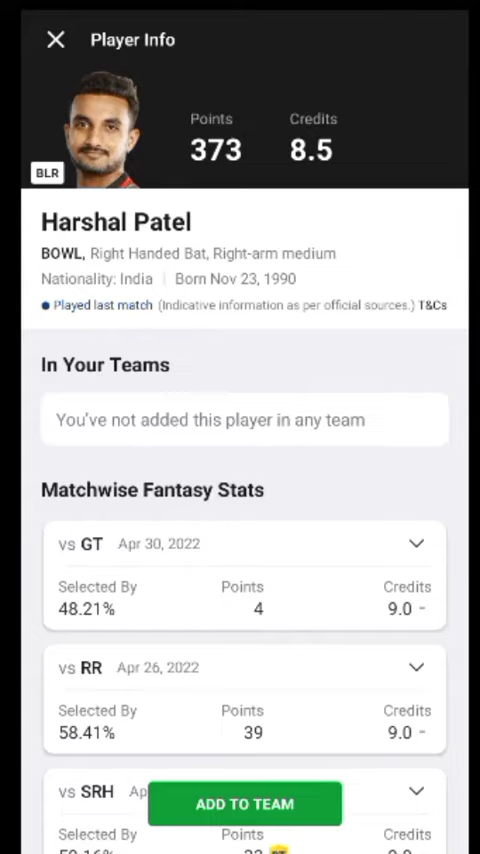 Player Info
Points Credits
373 8.5
BLR
Harshal Patel
BOWL, Right Handed Bat, Right-arm medium
Nationality: India | Born Nov 23, 1990
Played last match (Indicative information as per official sources.) T&Cs
In Your Teams
You've not added this player in any team
Matchwise Fantasy Stats
vs GT Apr 30, 2022
Selected By Points Credits
48.21% 4 9.0 -
vs RR Apr 26, 2022
Selected By Points Credits
58.41% 39 9.0 -
vs SRH
ADD TO TEAM
Selected By Points Credits